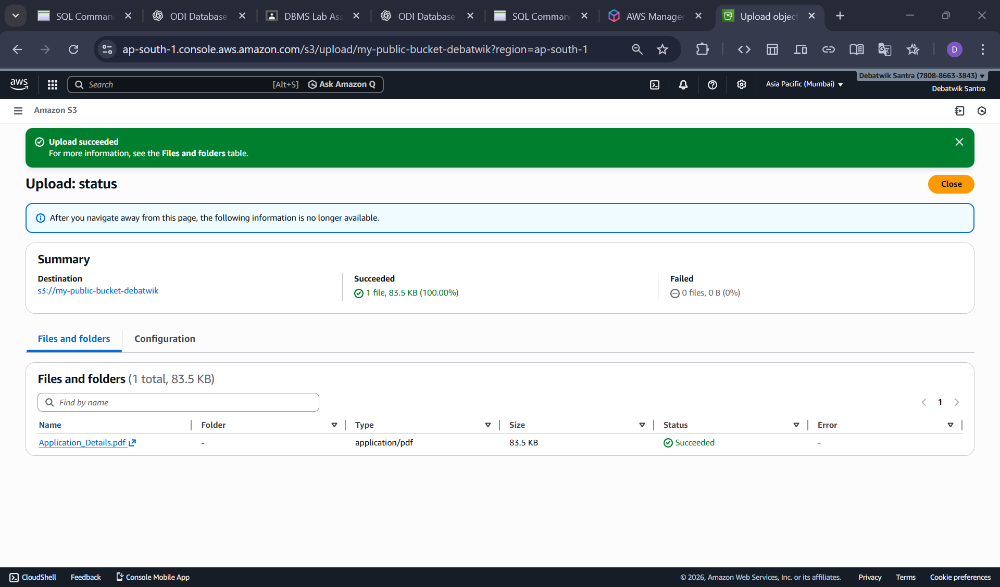 SQL Comman
ODI Database
DBMS Lab Ass
ODI Database
SQL Comman
AWS Manager
Upload object
ap-south-1.console.aws.amazon.com/s3/upload/my-public-bucket-debatwik?region=ap-south-1
D
aws
Search
[Alt+S]
Ask Amazon Q
Asia Pacific (Mumbai)
Debatwik Santra (7808-8663-3843)
Debatwik Santra
Amazon S3
Upload succeeded
For more information, see the Files and folders table.
Upload: status
Close
After you navigate away from this page, the following information is no longer available.
Summary
Destination
s3://my-public-bucket-debatwik
Succeeded
1 file, 83.5 KB (100.00%)
Failed
0 files, 0 B (0%)
Files and folders
Configuration
Files and folders (1 total, 83.5 KB)
Find by name
1
Name Folder Type Size Status Error
Application_Details.pdf - application/pdf 83.5 KB Succeeded -
CloudShell Feedback Console Mobile App © 2026, Amazon Web Services, Inc. or its affiliates. Privacy Terms Cookie preferences